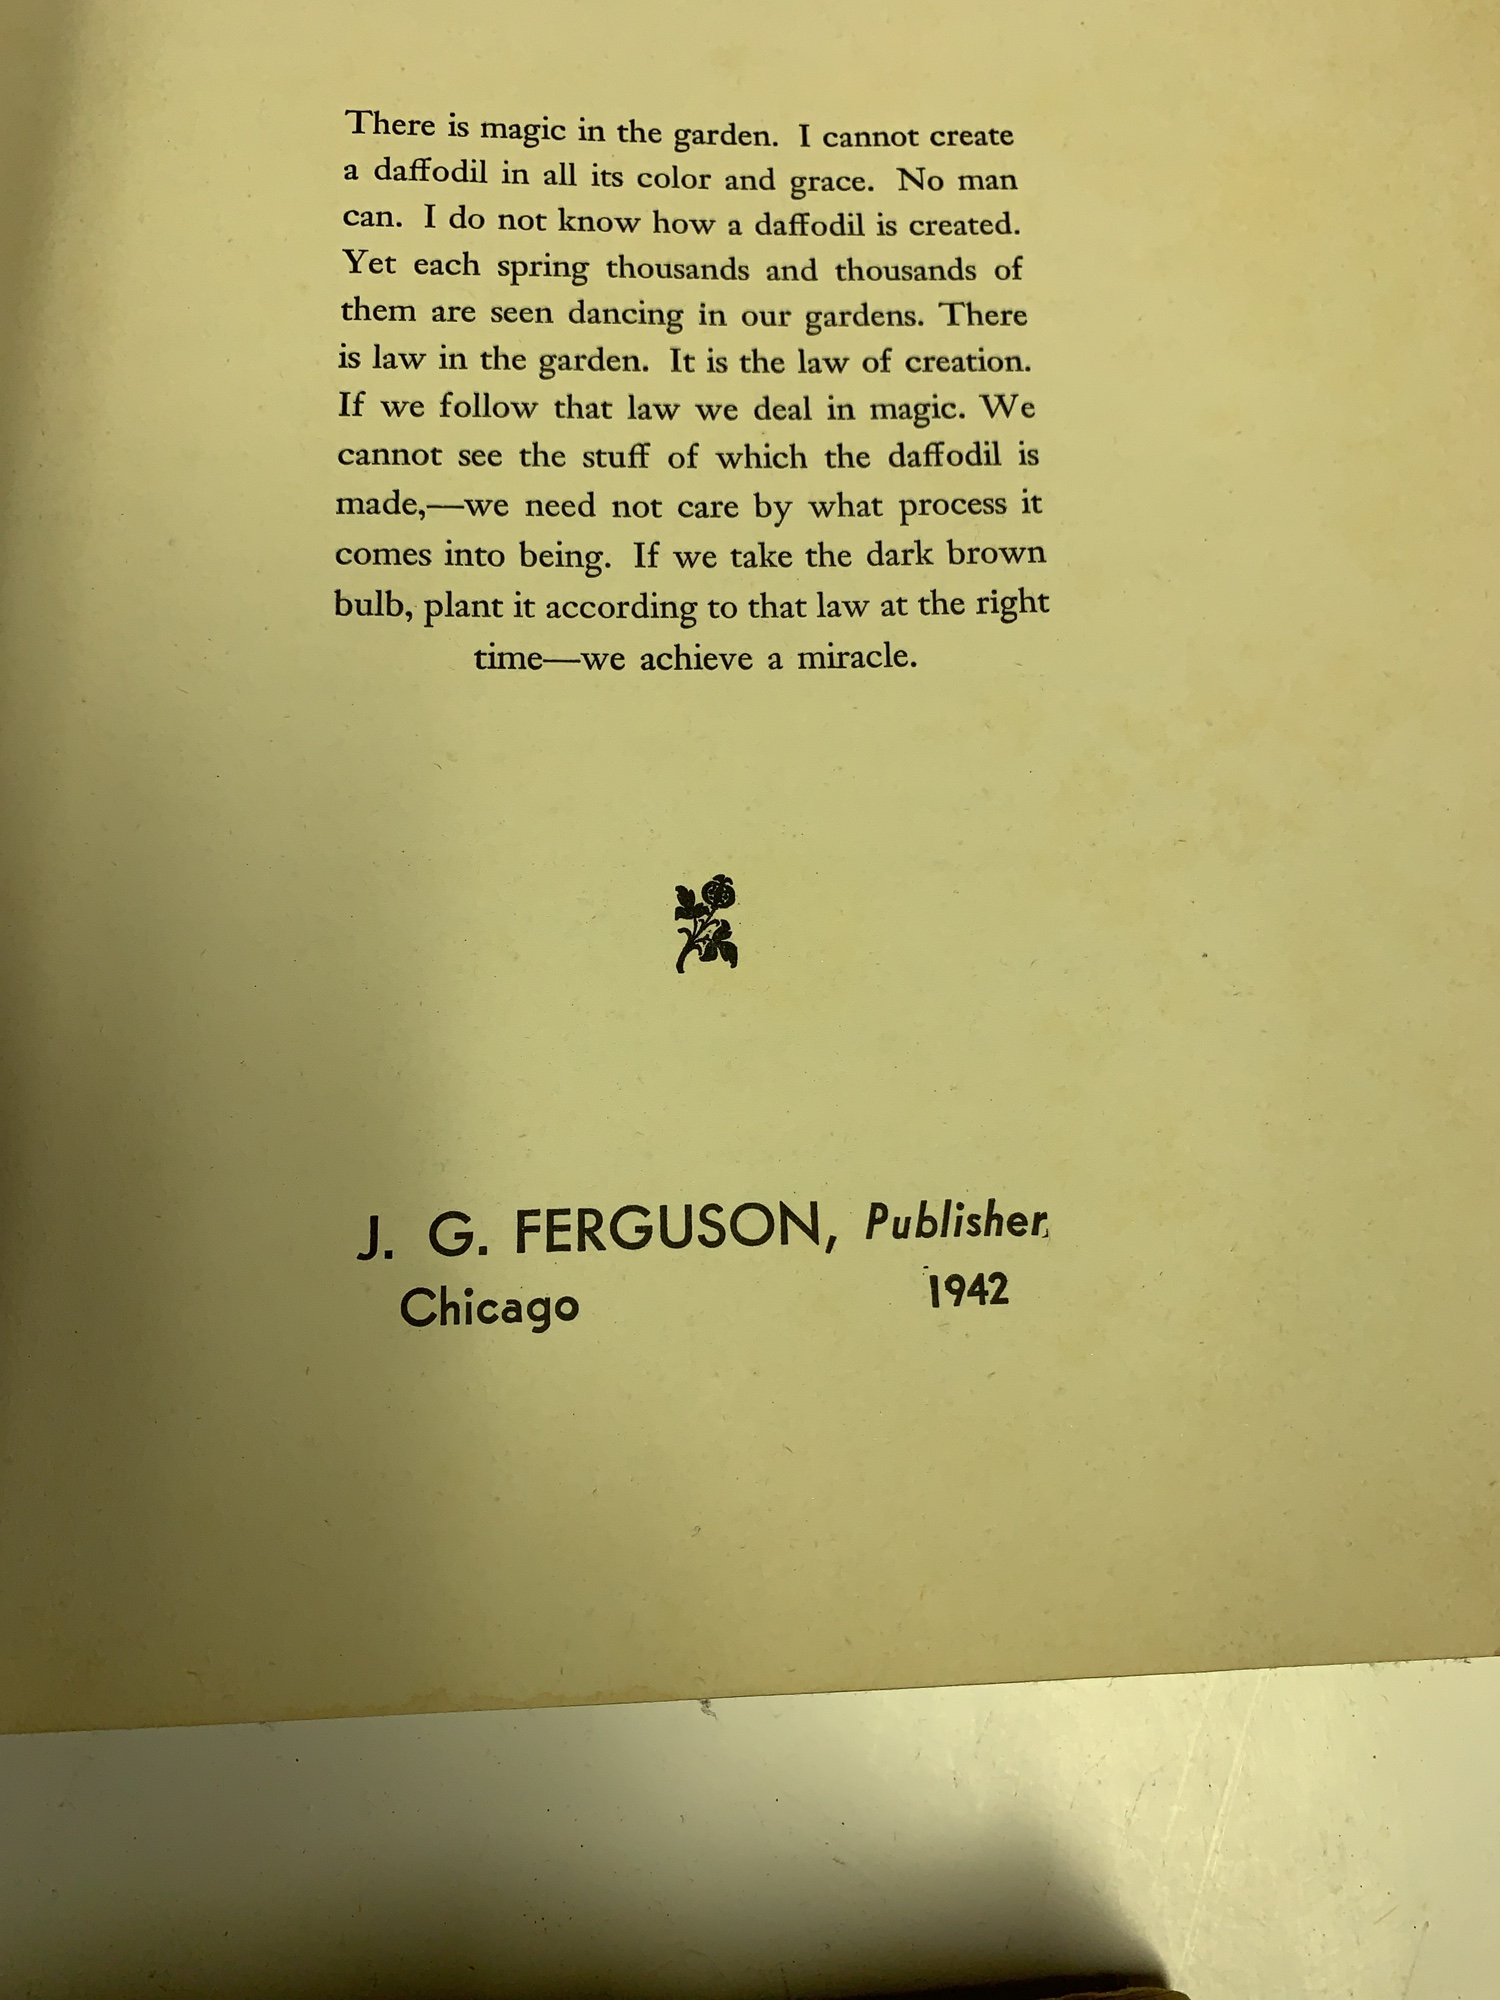 There is magic in the garden. I cannot create
a daffodil in all its color and grace. No man
can. I do not know how a daffodil is created.
Yet each spring thousands and thousands of
them are seen dancing in our gardens. There
is law in the garden. It is the law of creation.
If we follow that law we deal in magic. We
cannot see the stuff of which the daffodil is
made,—we need not care by what process it
comes into being. If we take the dark brown
bulb, plant it according to that law at the right
time—we achieve a miracle.
J. G. FERGUSON, Publisher,
Chicago 1942